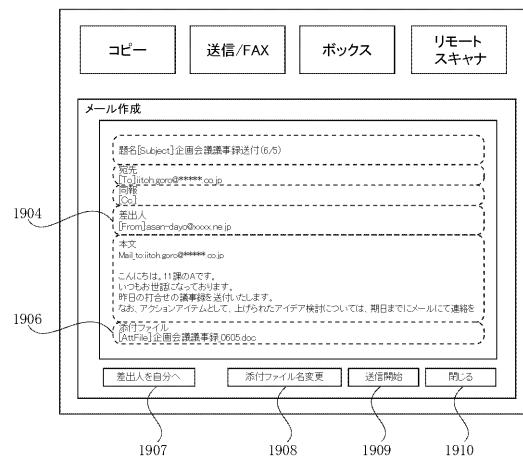 コピー
送信/FAX
ボックス
リモート
スキャナ
メール作成
題名[Subject]企画会議議事録送付(6/5)
宛先
[To]iitoh.goro@*****.co.jp
同報
[Cc]
1904
差出人
[From]asan-dayo@xxxx.ne.jp
本文
Mail_to:iitoh.goro@*****.co.jp
こんにちは。11課のAです。
いつもお世話になっております。
昨日の打合せの議事録を送付いたします。
なお、アクションアイテムとして、上げられたアイデア検討については、期日までにメールにて連絡を
1906
添付ファイル
[AttFile]企画会議議事録_0605.doc
差出人を自分へ
添付ファイル名変更
送信開始
閉じる
1907
1908
1909
1910